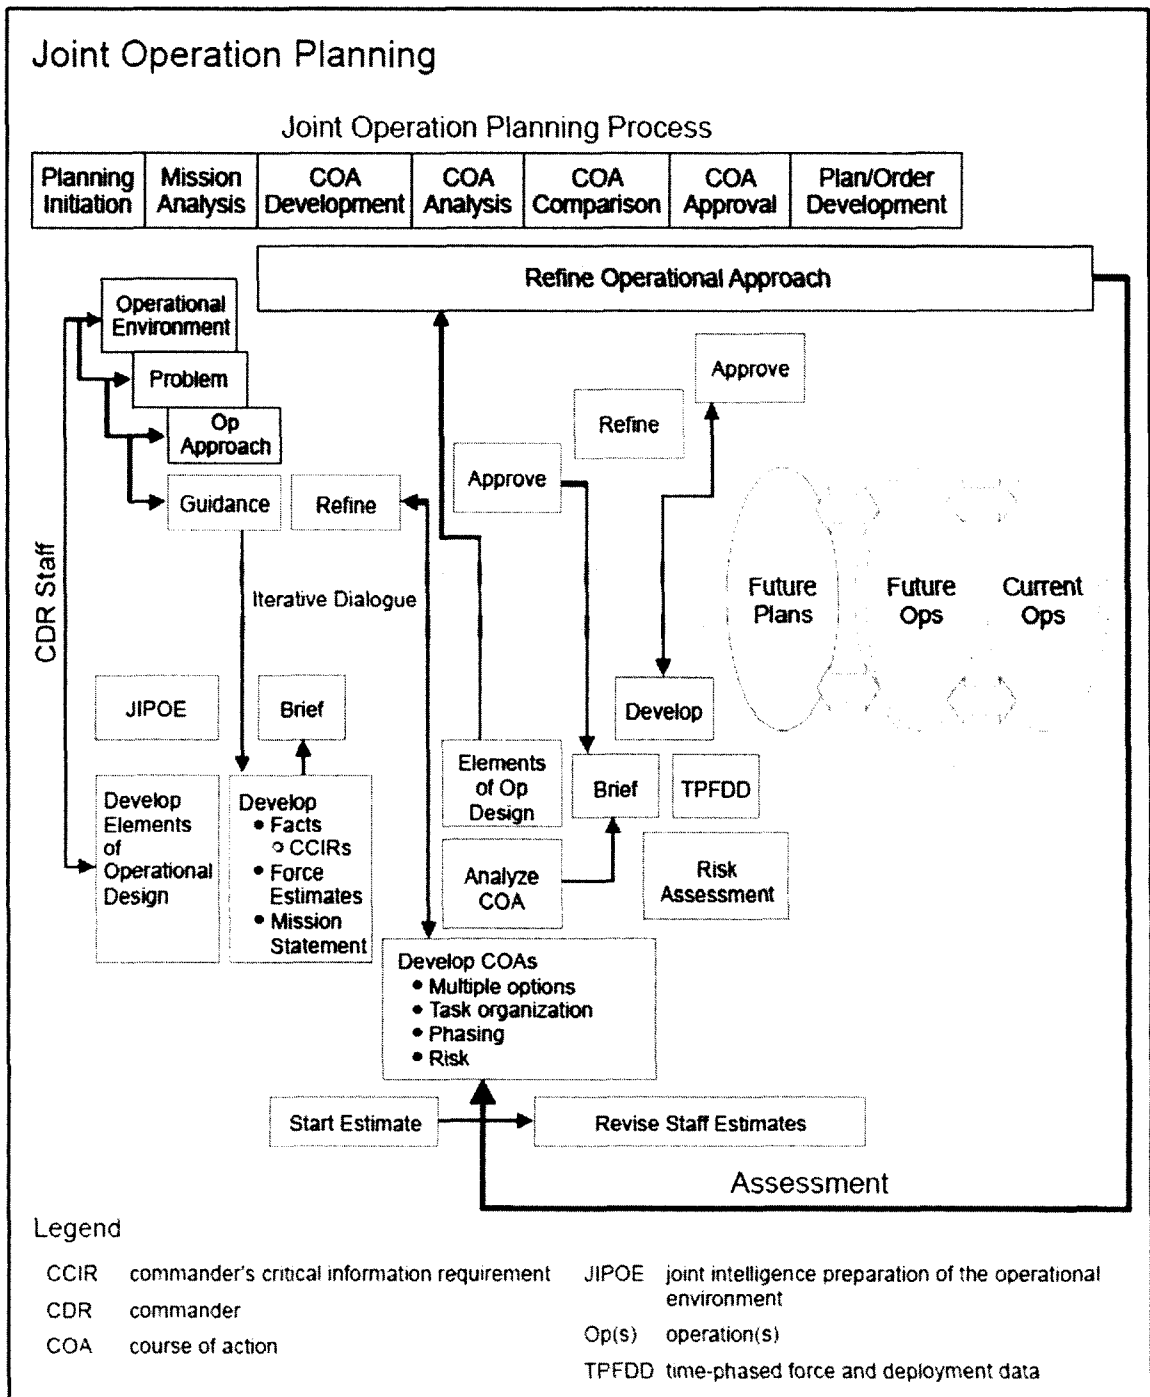 Joint Operation Planning
Joint Operation Planning Process
Planning
Initiation
Mission
Analysis
COA
Development
COA
Analysis
COA
Comparison
COA
Approval
Plan/Order
Development
Refine Operational Approach
Operational
Environment
Problem
Op
Approach
Guidance
Refine
Approve
Refine
Approve
CDR Staff
Iterative Dialogue
Future
Plans
Future
Ops
Current
Ops
JIPOE
Brief
Develop
Elements
of
Operational
Design
Develop
• Facts
○ CCIRs
• Force
Estimates
• Mission
Statement
Elements
of Op
Design
Analyze
COA
Brief
Develop
TPFDD
Risk
Assessment
Develop COAs
• Multiple options
• Task organization
• Phasing
• Risk
Start Estimate
Revise Staff Estimates
Assessment
Legend
CCIR commander's critical information requirement
CDR commander
COA course of action
JIPOE joint intelligence preparation of the operational
environment
Op(s) operation(s)
TPFDD time-phased force and deployment data